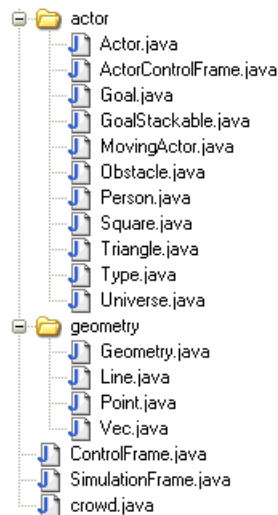 actor
Actor.java
ActorControlFrame.java
Goal.java
GoalStackable.java
MovingActor.java
Obstacle.java
Person.java
Square.java
Triangle.java
Type.java
Universe.java
geometry
Geometry.java
Line.java
Point.java
Vec.java
ControlFrame.java
SimulationFrame.java
crowd.java